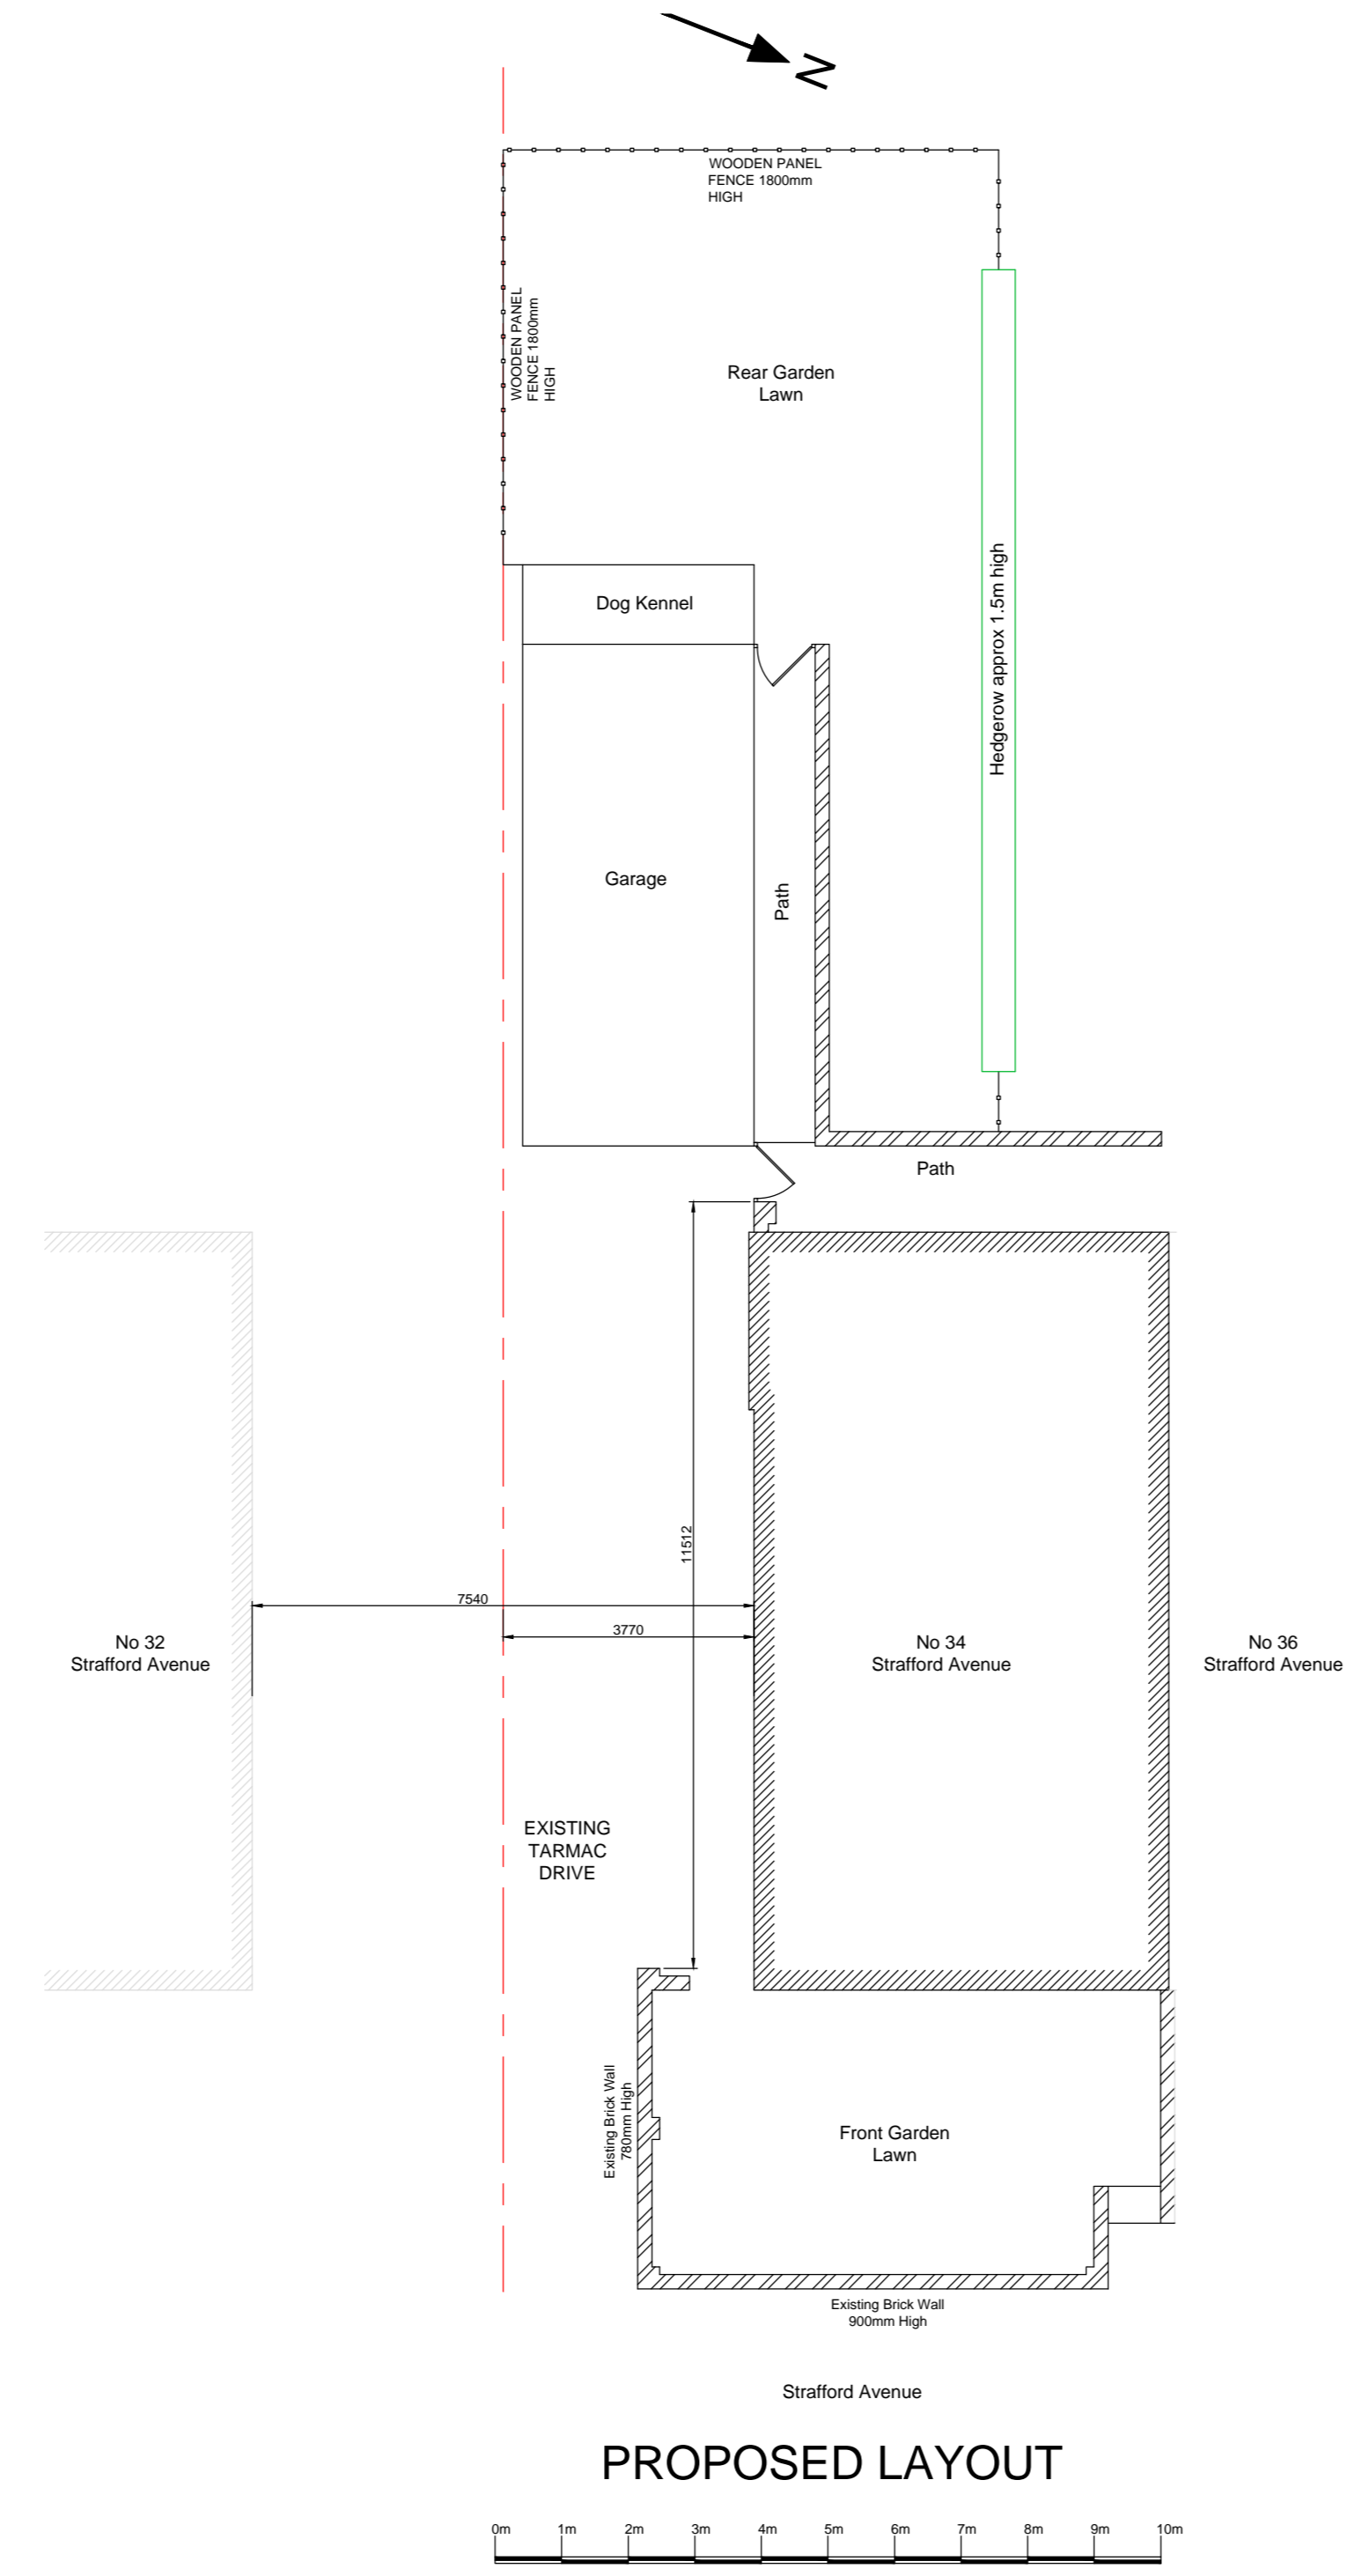 N
WOODEN PANEL
FENCE 1800mm
HIGH
WOODEN PANEL
FENCE 1800mm
HIGH
Rear Garden
Lawn
Hedgerow approx 1.5m high
Dog Kennel
Garage
Path
Path
11512
7540
3770
No 32
Strafford Avenue
No 34
Strafford Avenue
No 36
Strafford Avenue
EXISTING
TARMAC
DRIVE
Existing Brick Wall
780mm High
Front Garden
Lawn
Existing Brick Wall
900mm High
Strafford Avenue
PROPOSED LAYOUT
0m 1m 2m 3m 4m 5m 6m 7m 8m 9m 10m